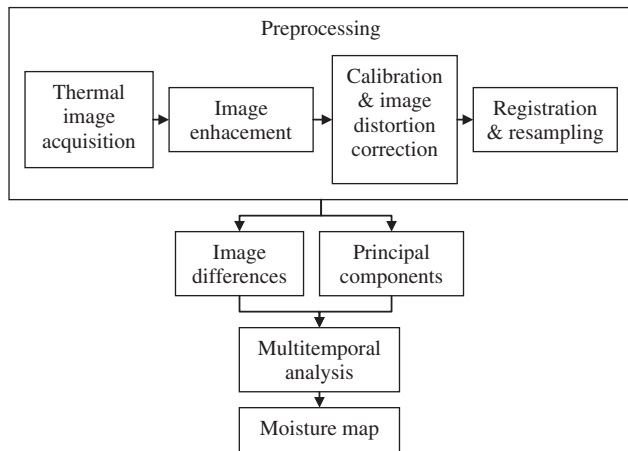 Preprocessing
Thermal
image
acquisition
Image
enhacement
Calibration
& image
distortion
correction
Registration
& resampling
Image
differences
Principal
components
Multitemporal
analysis
Moisture map